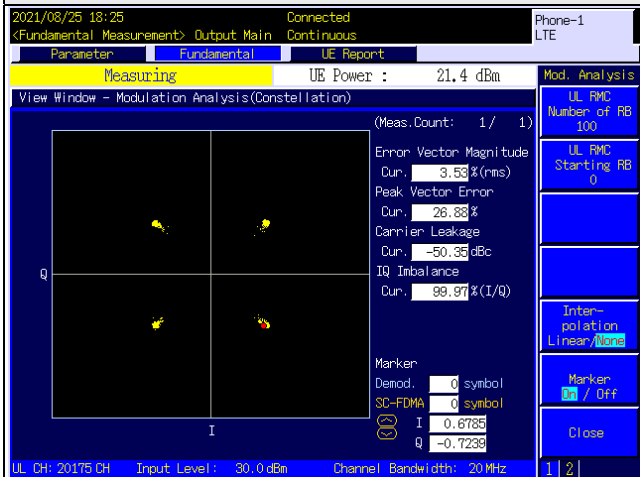 2021/08/25 18:25 Connected Phone-1
<Fundamental Measurement> Output Main Continuous LTE
Parameter Fundamental UE Report
Measuring UE Power : 21.4 dBm Mod. Analysis
View Window - Modulation Analysis(Constellation)
(Meas.Count: 1/ 1)
Error Vector Magnitude
Cur. 3.53 %(rms)
Peak Vector Error
Cur. 26.88 %
Carrier Leakage
Cur. -50.35 dBc
IQ Imbalance
Cur. 99.97 %(I/Q)
Q
I
Marker
Demod. 0 symbol
SC-FDMA 0 symbol
I 0.6785
Q -0.7239
UL RMC
Number of RB
100
UL RMC
Starting RB
0
Inter-
polation
Linear/None
Marker
On / Off
Close
UL CH: 20175 CH Input Level: 30.0 dBm Channel Bandwidth: 20 MHz 1 2